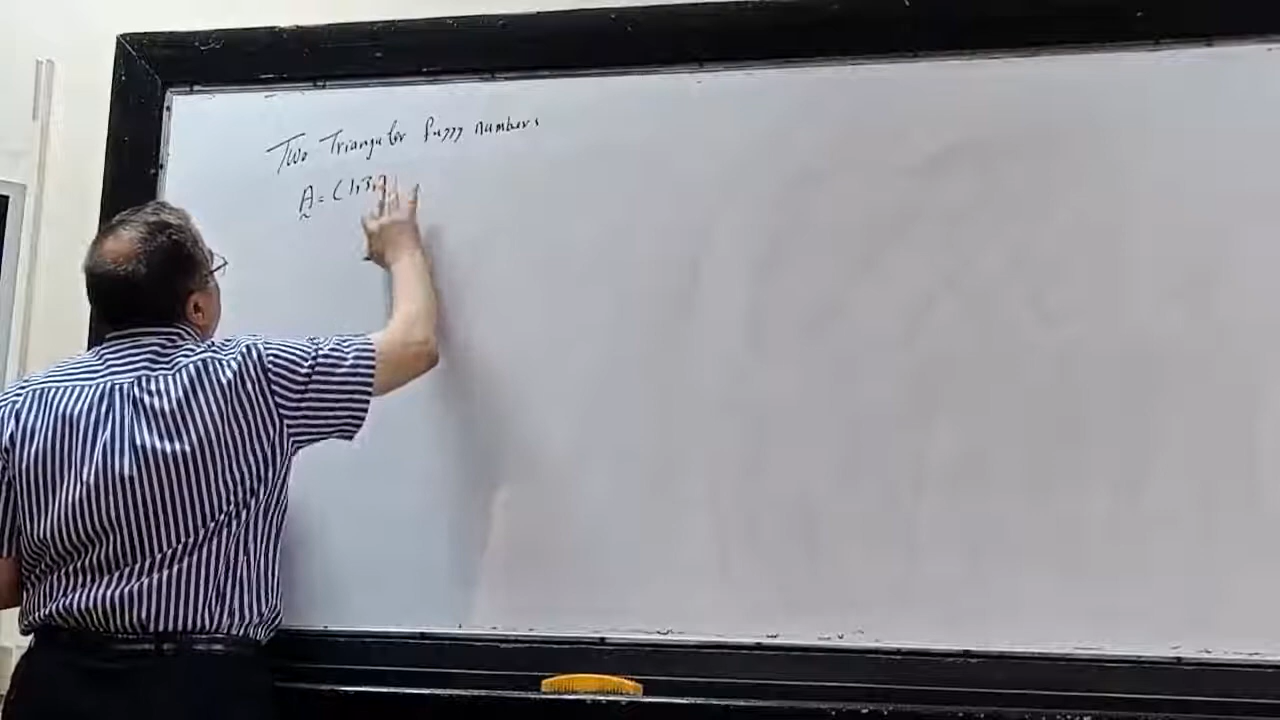 Two Triangular fuzzy numbers
A = (1,3,